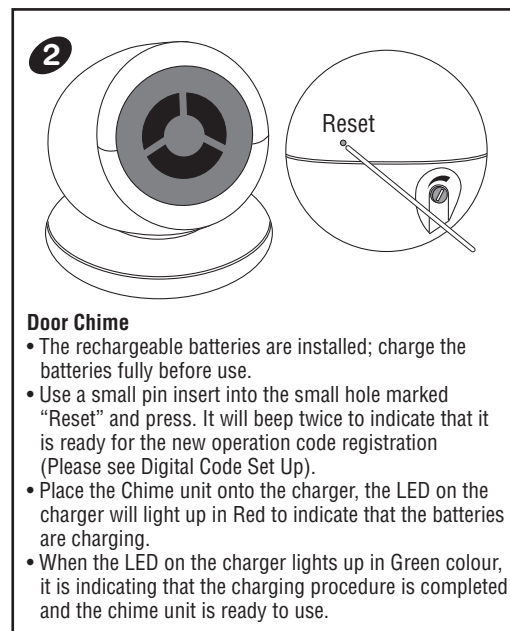 2
Reset
Door Chime
• The rechargeable batteries are installed; charge the
batteries fully before use.
• Use a small pin insert into the small hole marked
“Reset” and press. It will beep twice to indicate that it
is ready for the new operation code registration
(Please see Digital Code Set Up).
• Place the Chime unit onto the charger, the LED on the
charger will light up in Red to indicate that the batteries
are charging.
• When the LED on the charger lights up in Green colour,
it is indicating that the charging procedure is completed
and the chime unit is ready to use.